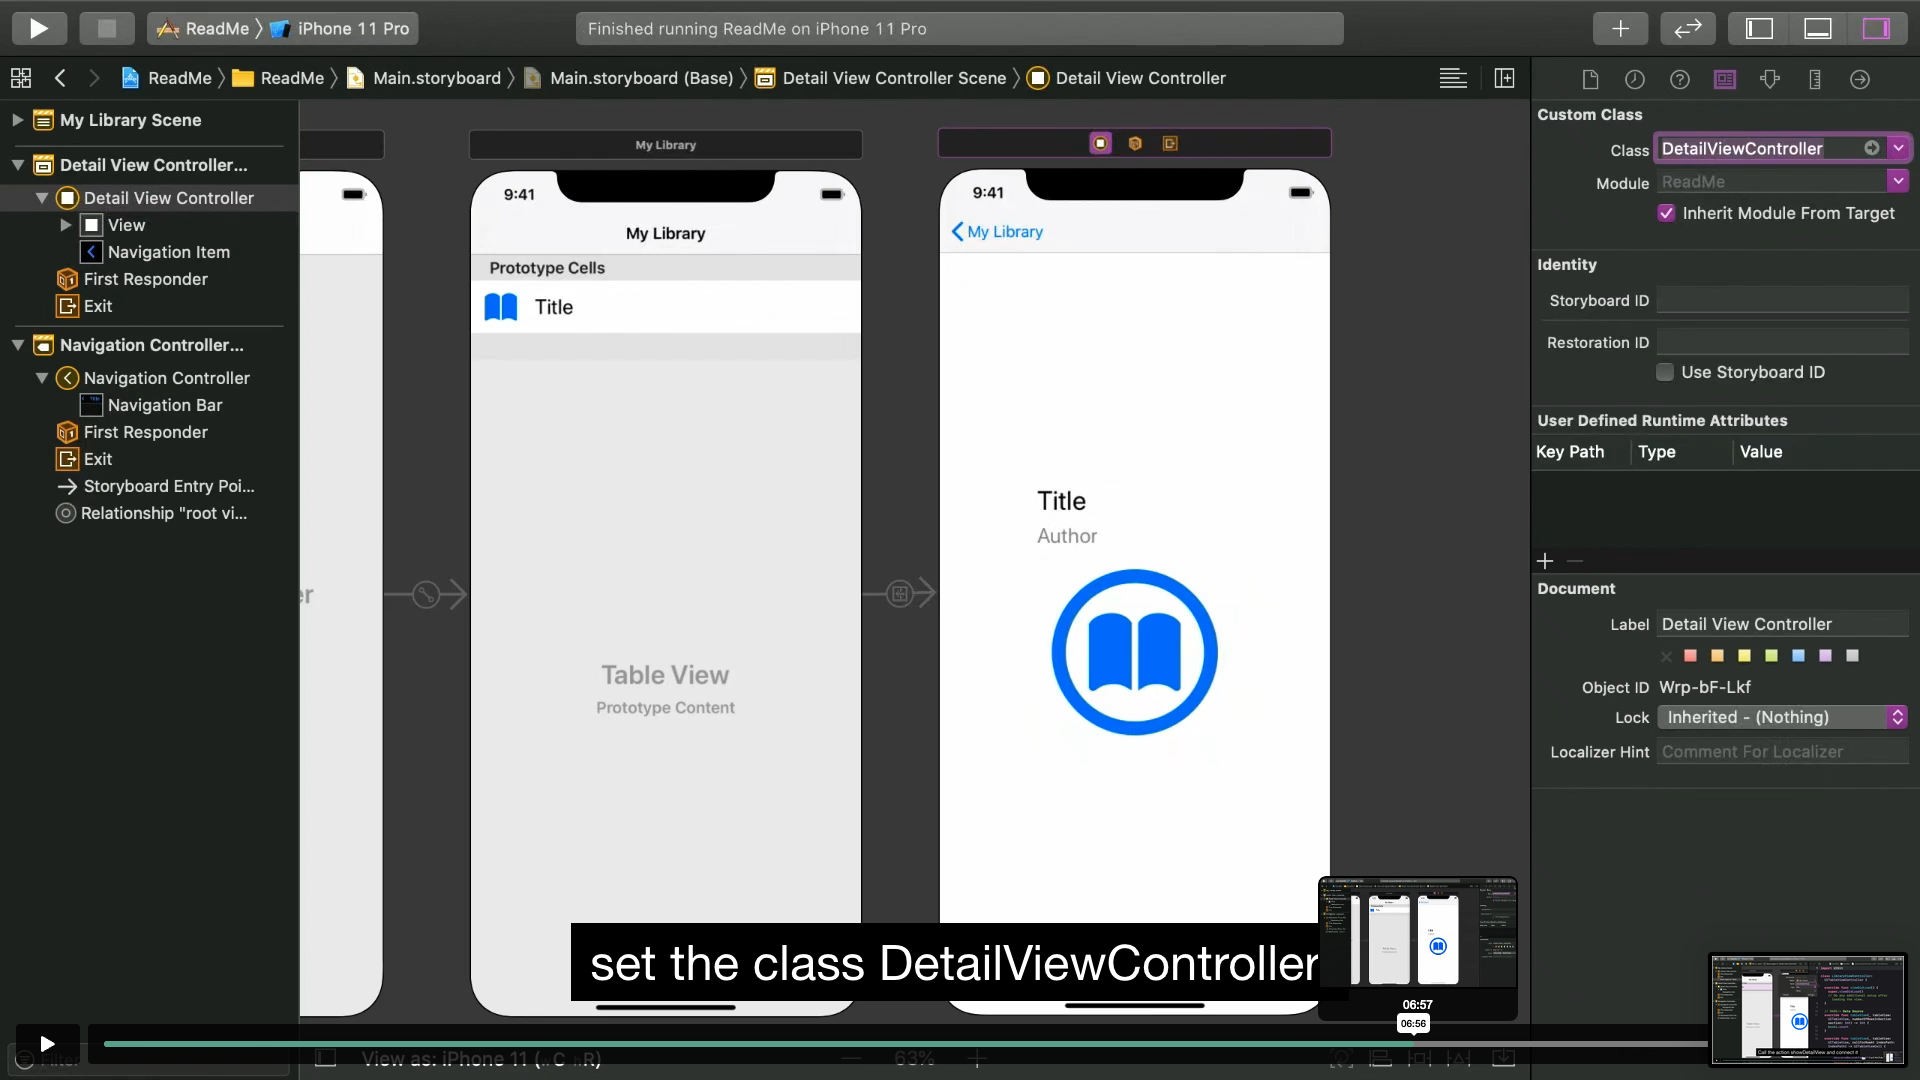 ReadMe
iPhone 11 Pro
Finished running ReadMe on iPhone 11 Pro
ReadMe
ReadMe
Main.storyboard
Main.storyboard (Base)
Detail View Controller Scene
Detail View Controller
My Library Scene
Detail View Controller...
Detail View Controller
View
Navigation Item
First Responder
Exit
Navigation Controller...
Navigation Controller
Navigation Bar
First Responder
Exit
Storyboard Entry Poi...
Relationship "root vi...
Filter
My Library
9:41
My Library
Prototype Cells
Title
Table View
Prototype Content
9:41
My Library
Title
Author
set the class DetailViewController
06:57
06:56
View as: iPhone 11 (wC hR)
63%
Custom Class
Class DetailViewController
Module ReadMe
Inherit Module From Target
Identity
Storyboard ID
Restoration ID
Use Storyboard ID
User Defined Runtime Attributes
Key Path Type Value
Document
Label Detail View Controller
Object ID Wrp-bF-Lkf
Lock Inherited - (Nothing)
Localizer Hint Comment For Localizer